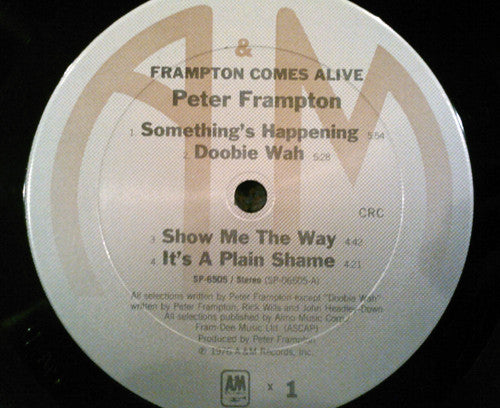 &
FRAMPTON COMES ALIVE
Peter Frampton
1. Something's Happening 5:54
2. Doobie Wah 5:28
CRC
3. Show Me The Way 4:42
4. It's A Plain Shame 4:21
SP-6505 / Stereo (SP-06505-A)
All selections written by Peter Frampton except "Doobie Wah"
written by Peter Frampton, Rick Wills and John Headley-Down
All selections published by Almo Music Corp./
Fram-Dee Music Ltd. (ASCAP)
Produced by Peter Frampton
℗ 1976 A&M Records, Inc.
A&M
RECORDS
x 1